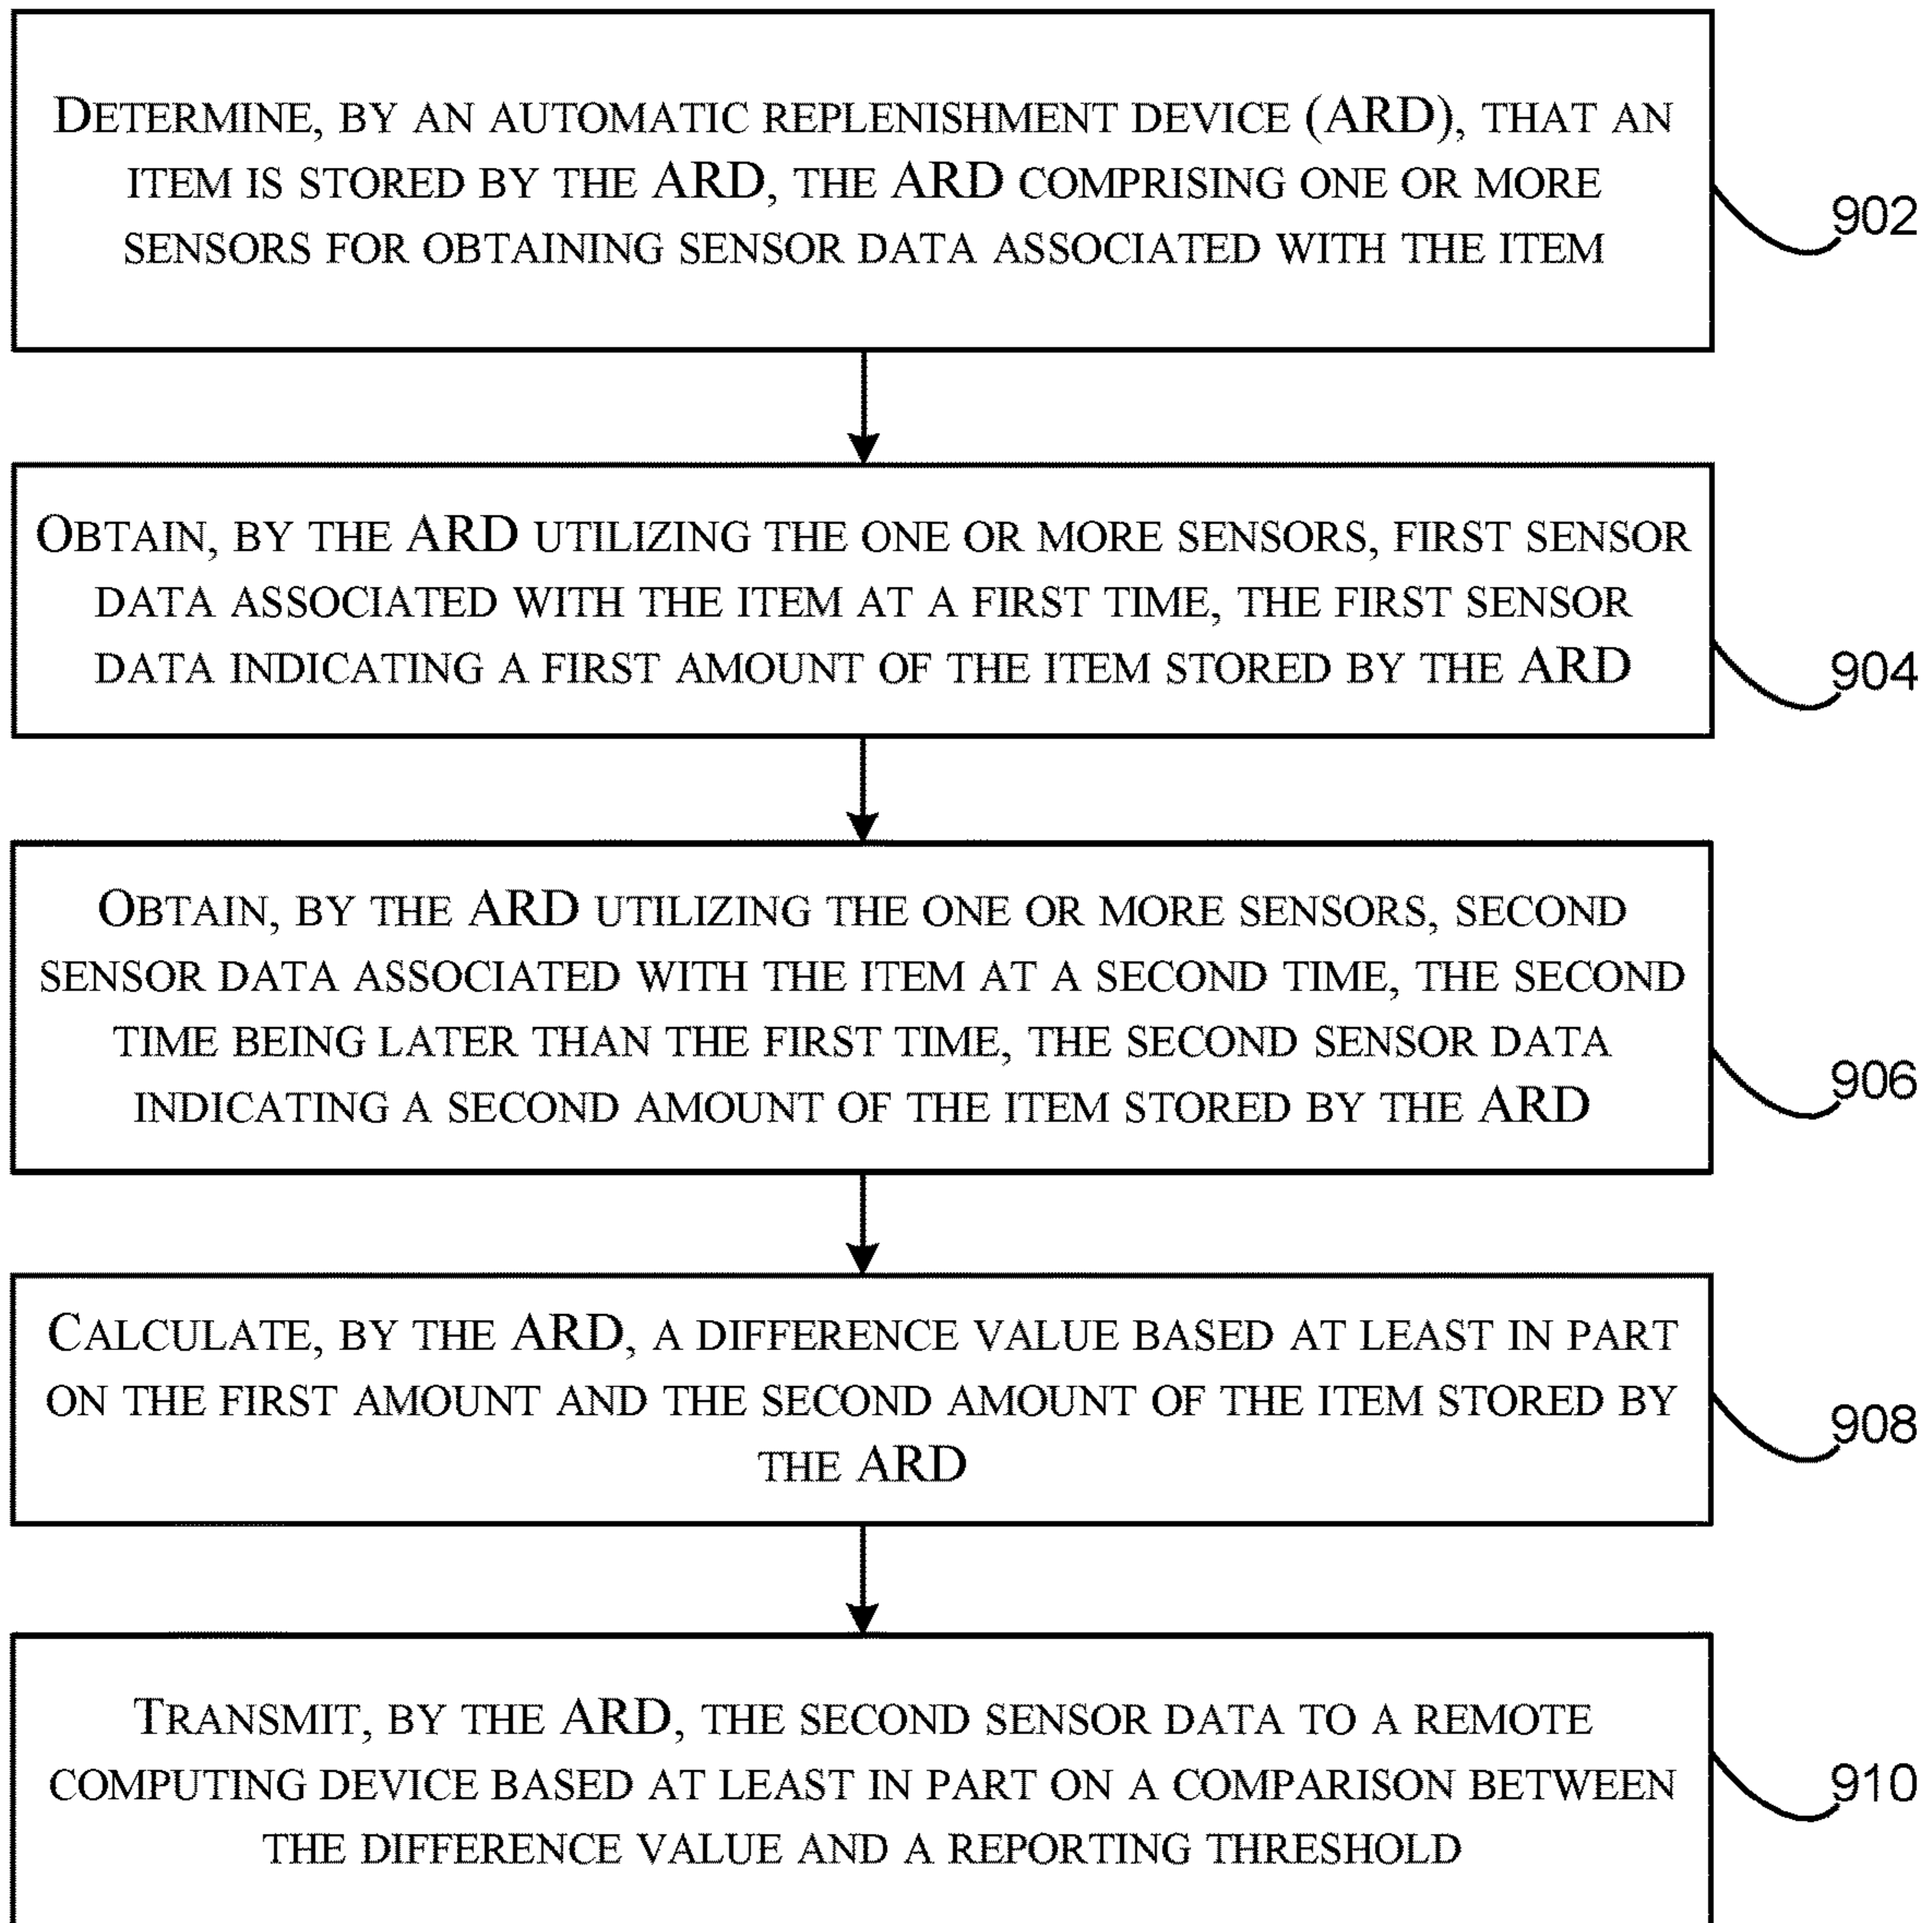 DETERMINE, BY AN AUTOMATIC REPLENISHMENT DEVICE (ARD), THAT AN
ITEM IS STORED BY THE ARD, THE ARD COMPRISING ONE OR MORE
SENSORS FOR OBTAINING SENSOR DATA ASSOCIATED WITH THE ITEM
902
OBTAIN, BY THE ARD UTILIZING THE ONE OR MORE SENSORS, FIRST SENSOR
DATA ASSOCIATED WITH THE ITEM AT A FIRST TIME, THE FIRST SENSOR
DATA INDICATING A FIRST AMOUNT OF THE ITEM STORED BY THE ARD
904
OBTAIN, BY THE ARD UTILIZING THE ONE OR MORE SENSORS, SECOND
SENSOR DATA ASSOCIATED WITH THE ITEM AT A SECOND TIME, THE SECOND
TIME BEING LATER THAN THE FIRST TIME, THE SECOND SENSOR DATA
INDICATING A SECOND AMOUNT OF THE ITEM STORED BY THE ARD
906
CALCULATE, BY THE ARD, A DIFFERENCE VALUE BASED AT LEAST IN PART
ON THE FIRST AMOUNT AND THE SECOND AMOUNT OF THE ITEM STORED BY
THE ARD
908
TRANSMIT, BY THE ARD, THE SECOND SENSOR DATA TO A REMOTE
COMPUTING DEVICE BASED AT LEAST IN PART ON A COMPARISON BETWEEN
THE DIFFERENCE VALUE AND A REPORTING THRESHOLD
910